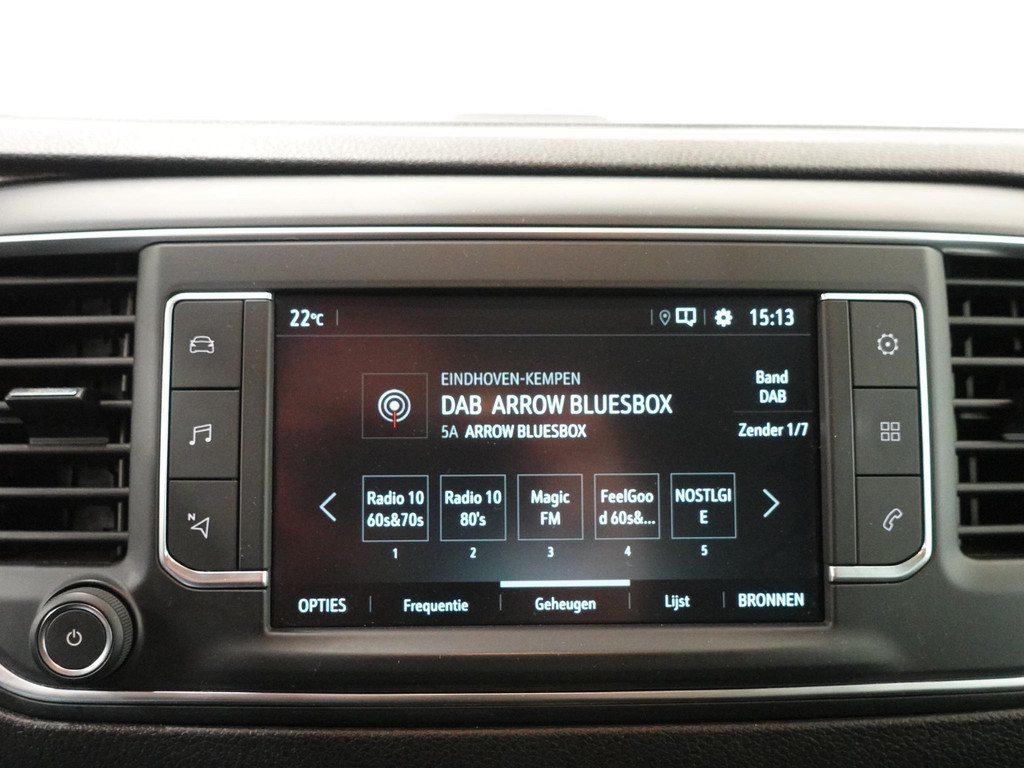 22°C
15:13
EINDHOVEN-KEMPEN
DAB ARROW BLUESBOX
5A ARROW BLUESBOX
Band
DAB
Zender 1/7
Radio 10
60s&70s
1
Radio 10
80's
2
Magic
FM
3
FeelGoo
d 60s&...
4
NOSTLGI
E
5
OPTIES
Frequentie
Geheugen
Lijst
BRONNEN
N